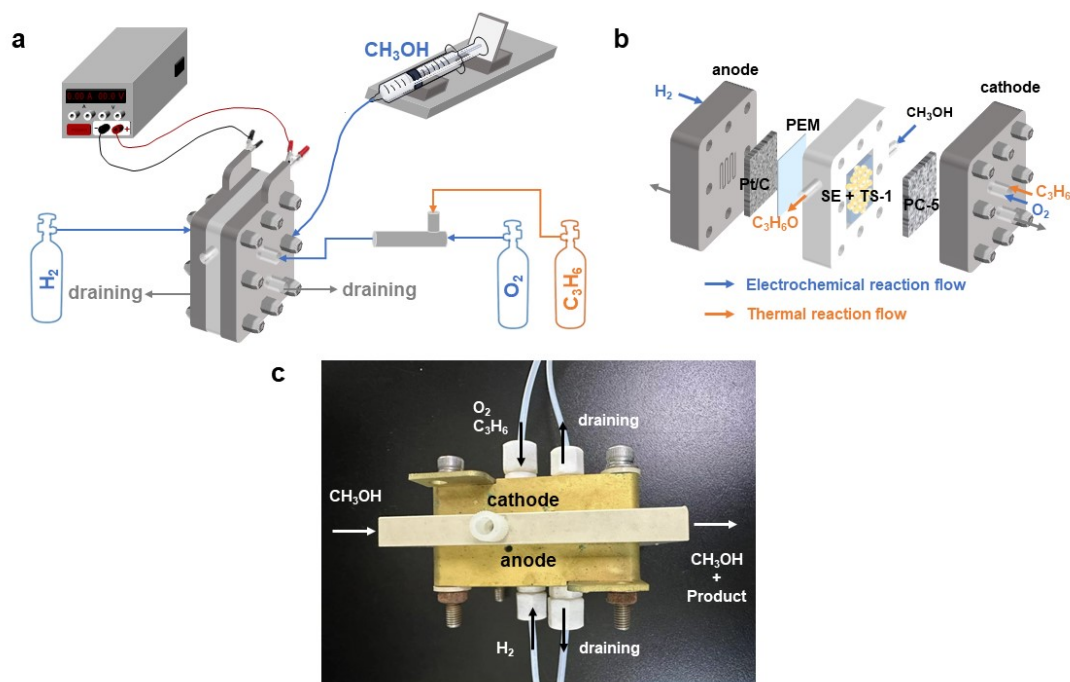 a
CH₃OH
H₂
draining
draining
O₂
C₃H₆
b
anode
cathode
H₂
CH₃OH
PEM
Pt/C
SE + TS-1
PC-5
C₃H₆
O₂
C₃H₆O
Electrochemical reaction flow
Thermal reaction flow
c
O₂
C₃H₆
draining
CH₃OH
cathode
anode
CH₃OH
+
Product
H₂
draining